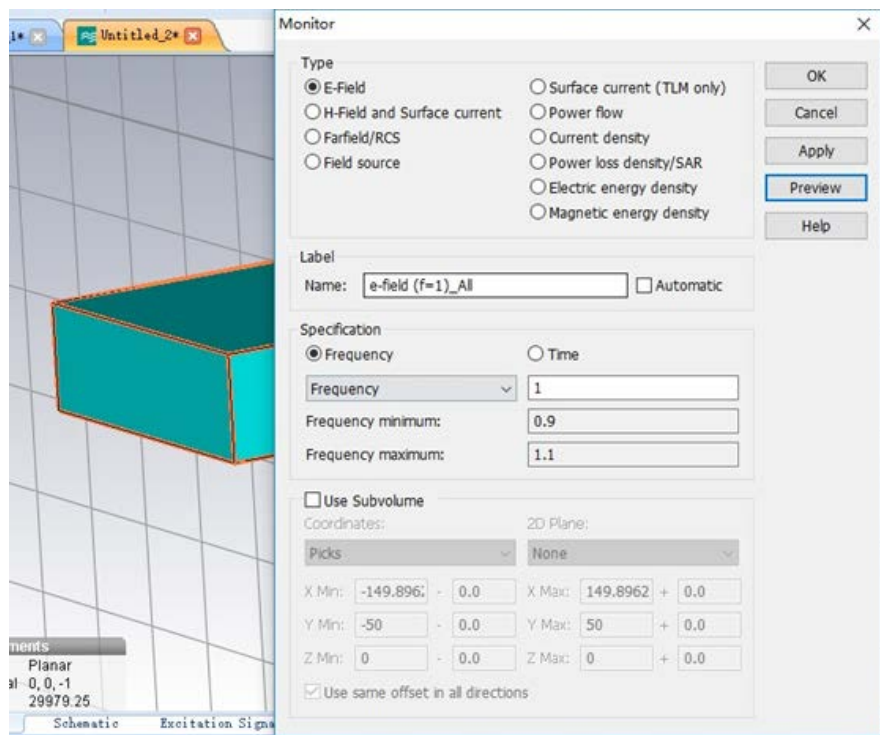 1*
Untitled_2*
Monitor
Type
E-Field
H-Field and Surface current
Farfield/RCS
Field source
Surface current (TLM only)
Power flow
Current density
Power loss density/SAR
Electric energy density
Magnetic energy density
OK
Cancel
Apply
Preview
Help
Label
Name: e-field (f=1)_All Automatic
Specification
Frequency Time
Frequency 1
Frequency minimum: 0.9
Frequency maximum: 1.1
Use Subvolume
Coordinates: 2D Plane:
Picks None
X Min: -149.8962 - 0.0 X Max: 149.8962 + 0.0
Y Min: -50 - 0.0 Y Max: 50 + 0.0
Z Min: 0 - 0.0 Z Max: 0 + 0.0
Use same offset in all directions
ments
Planar
al 0, 0, -1
29979.25
Schematic Excitation Signa